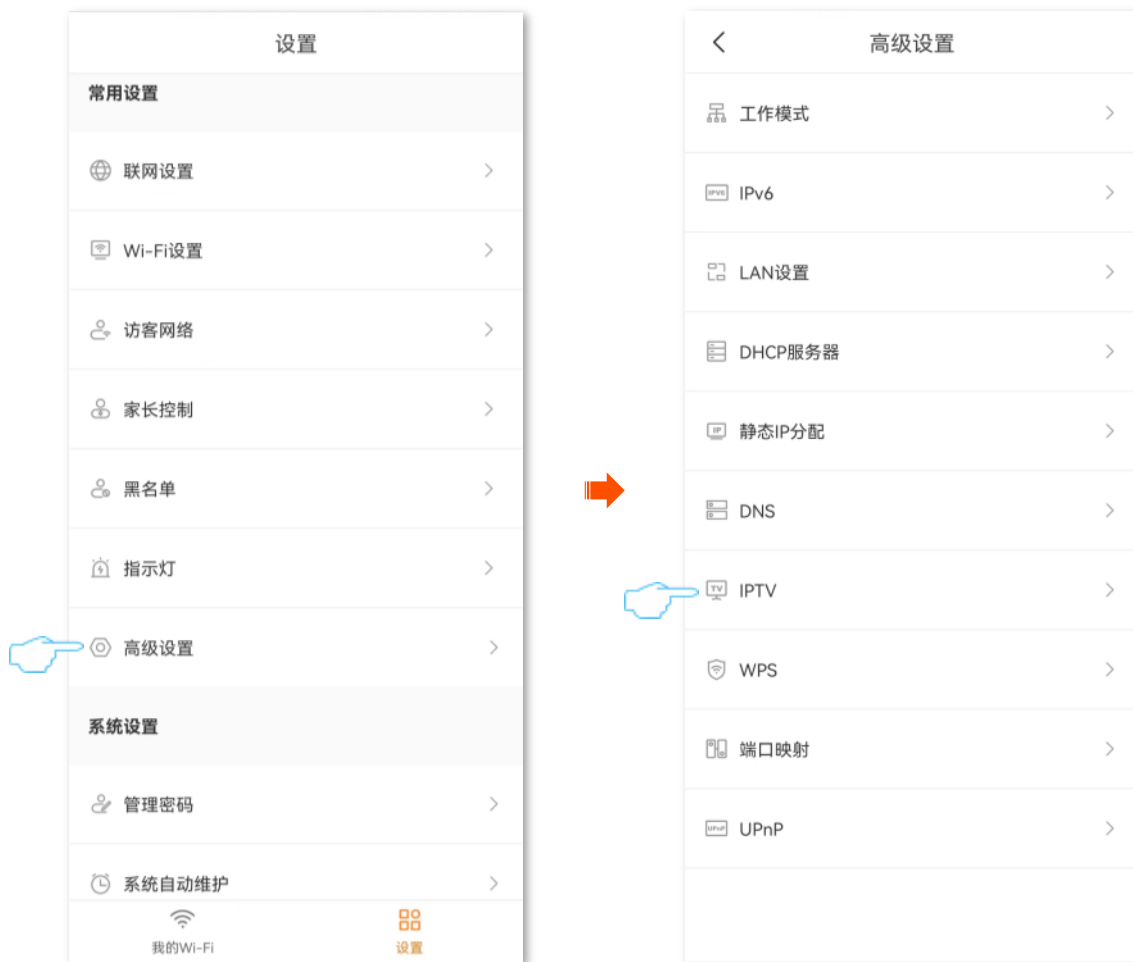 设置
常用设置
联网设置
Wi-Fi设置
访客网络
家长控制
黑名单
指示灯
高级设置
系统设置
管理密码
系统自动维护
我的Wi-Fi
设置
高级设置
工作模式
IPV6 IPv6
LAN设置
DHCP服务器
IP 静态IP分配
DNS
TV IPTV
WPS
端口映射
UPnP UPnP